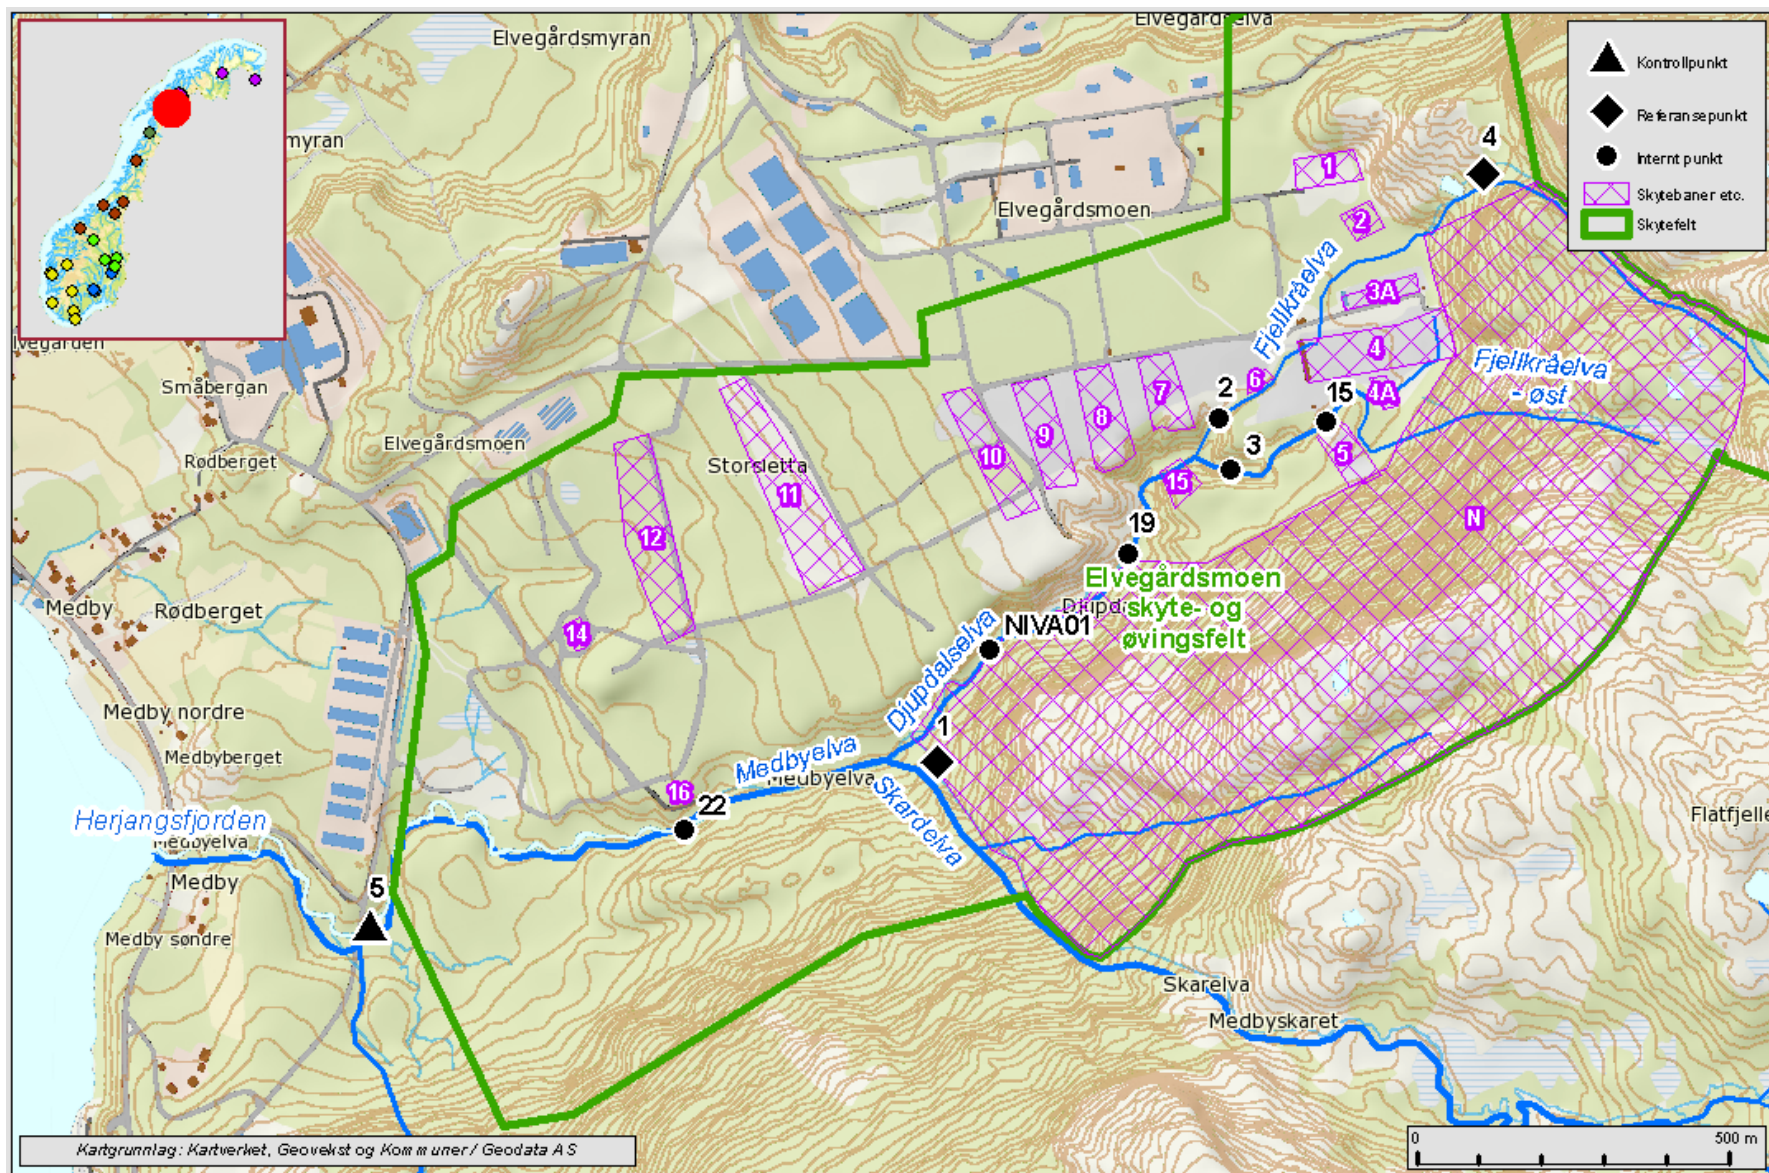 Elvegårdsmyran
Elvegårdselva
myran
Kontrollpunkt
Referansepunkt
Internt punkt
Skytebaner etc.
Skytefelt
4
1
2
Elvegårdsmoen
3A
Fjellkråelva
4
Fjellkråelva
- øst
Småbergan
6
7
8
9
10
2
15
4A
5
3
15
Elvegårdsmoen
Rødberget
Storsletta
11
12
N
19
Elvegårdsmoen
skyte- og
øvingsfelt
Medby
Rødberget
14
NIVA01
Djupdalselva
1
Medby nordre
Medbyberget
Medbyelva
Medbyelva
16
22
Skardelva
Herjangsfjorden
Medbyelva
Medby
5
Medby søndre
Flatfjelle
Skarelva
Medbyskaret
Kartgrunnlag: Kartverket, Geovekst og Kommuner / Geodata AS
0
500 m